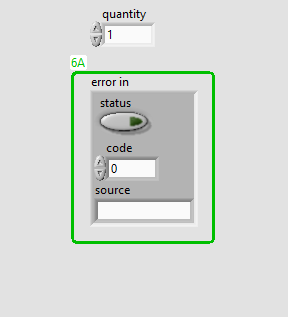 quantity
1
6A
error in
status
code
0
source